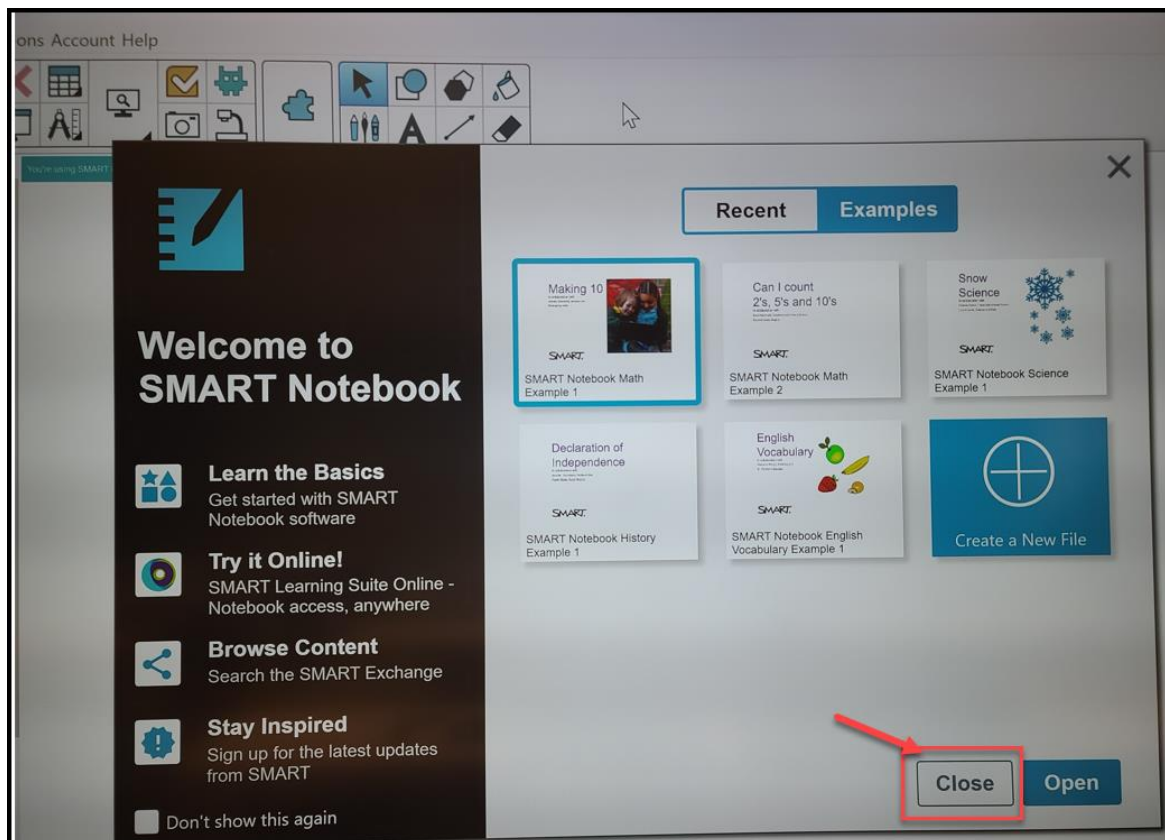 ons Account Help
You're using SMART
Welcome to
SMART Notebook
Learn the Basics
Get started with SMART
Notebook software
Try it Online!
SMART Learning Suite Online -
Notebook access, anywhere
Browse Content
Search the SMART Exchange
Stay Inspired
Sign up for the latest updates
from SMART
Don't show this again
Recent
Examples
Making 10
SMART
SMART Notebook Math
Example 1
Can I count
2's, 5's and 10's
SMART
SMART Notebook Math
Example 2
Snow
Science
SMART
SMART Notebook Science
Example 1
Declaration of
Independence
SMART
SMART Notebook History
Example 1
English
Vocabulary
SMART
SMART Notebook English
Vocabulary Example 1
Create a New File
Close
Open